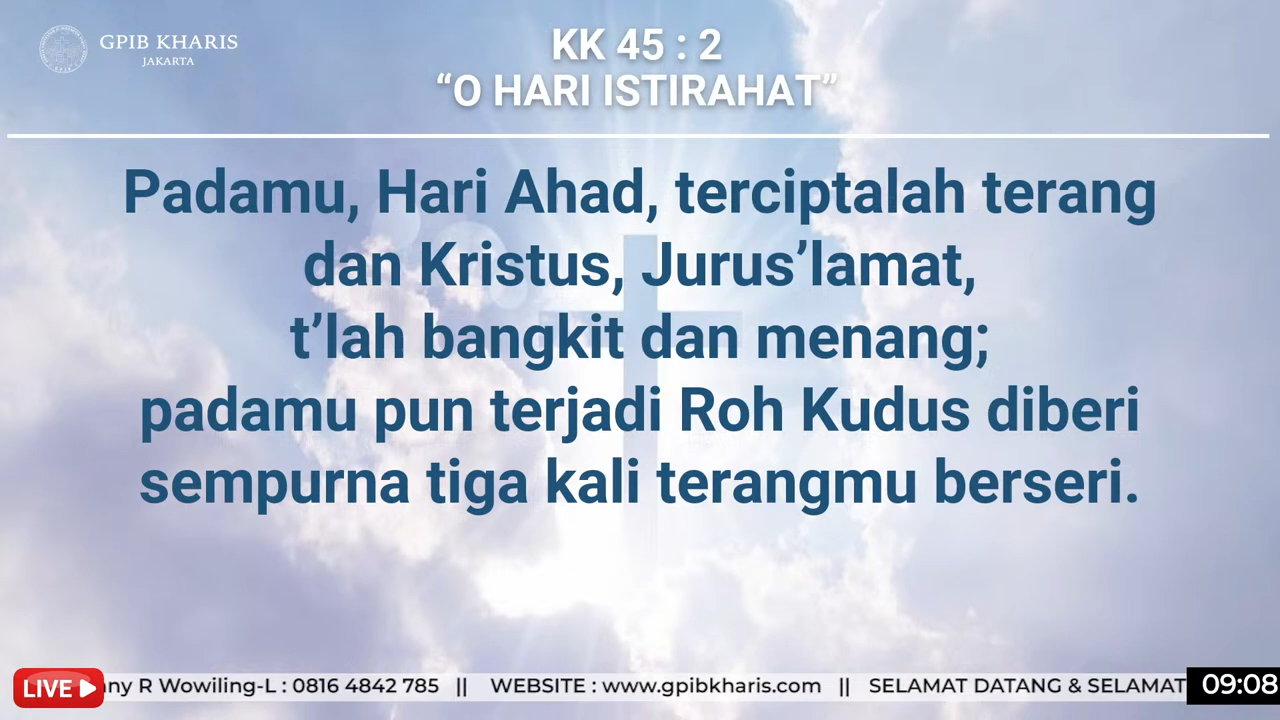 GPIB KHARIS
JAKARTA
KK 45 : 2
“O HARI ISTIRAHAT”
Padamu, Hari Ahad, terciptalah terang
dan Kristus, Jurus’lamat,
t’lah bangkit dan menang;
padamu pun terjadi Roh Kudus diberi
sempurna tiga kali terangmu berseri.
LIVE any R Wowiling-L : 0816 4842 785 || WEBSITE : www.gpibkharis.com || SELAMAT DATANG & SELAMAT 09:08